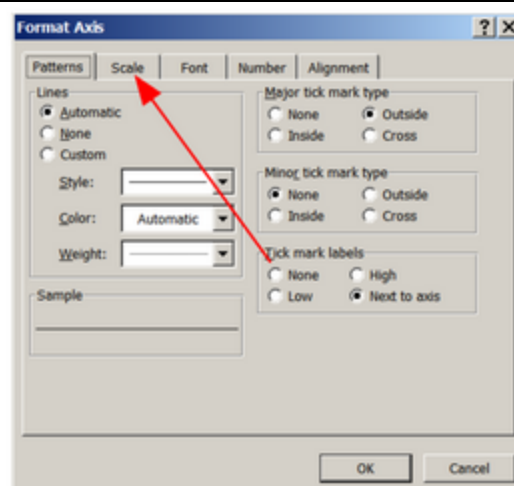 Format Axis
Patterns Scale Font Number Alignment
Lines
Automatic
None
Custom
Style:
Color: Automatic
Weight:
Sample
Major tick mark type
None Outside
Inside Cross
Minor tick mark type
None Outside
Inside Cross
Tick mark labels
None High
Low Next to axis
OK Cancel